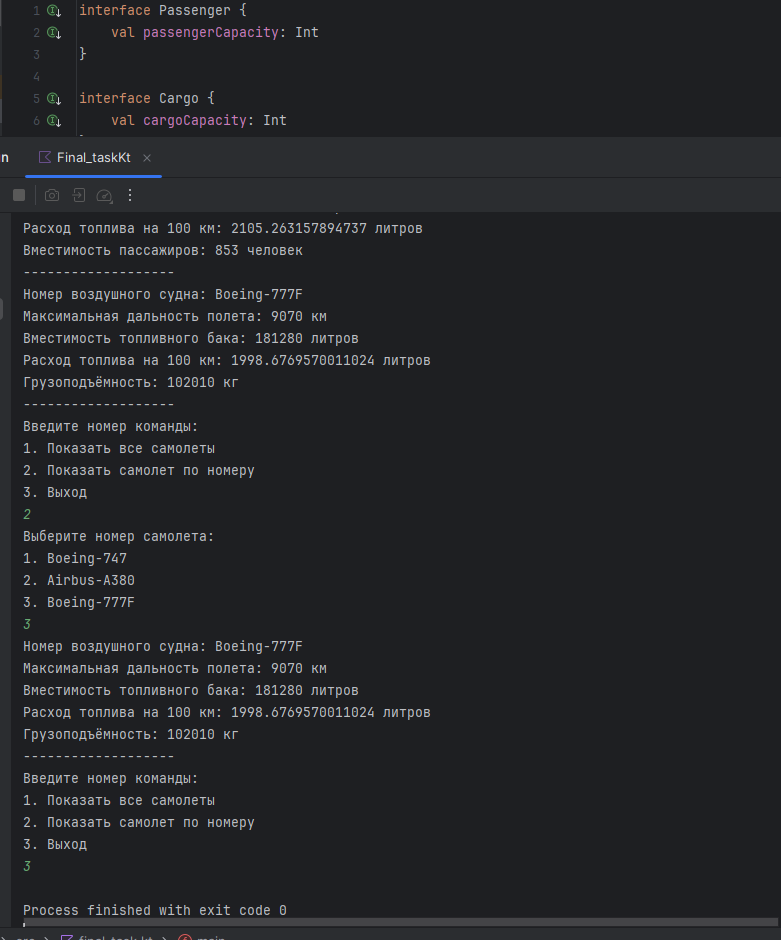 1 interface Passenger {
2 val passengerCapacity: Int
3 }
4
5 interface Cargo {
6 val cargoCapacity: Int
n Final_taskKt ×
Расход топлива на 100 км: 2105.263157894737 литров
Вместимость пассажиров: 853 человек
-------------------
Номер воздушного судна: Boeing-777F
Максимальная дальность полета: 9070 км
Вместимость топливного бака: 181280 литров
Расход топлива на 100 км: 1998.6769570011024 литров
Грузоподъёмность: 102010 кг
-------------------
Введите номер команды:
1. Показать все самолеты
2. Показать самолет по номеру
3. Выход
2
Выберите номер самолета:
1. Boeing-747
2. Airbus-A380
3. Boeing-777F
3
Номер воздушного судна: Boeing-777F
Максимальная дальность полета: 9070 км
Вместимость топливного бака: 181280 литров
Расход топлива на 100 км: 1998.6769570011024 литров
Грузоподъёмность: 102010 кг
-------------------
Введите номер команды:
1. Показать все самолеты
2. Показать самолет по номеру
3. Выход
3
Process finished with exit code 0